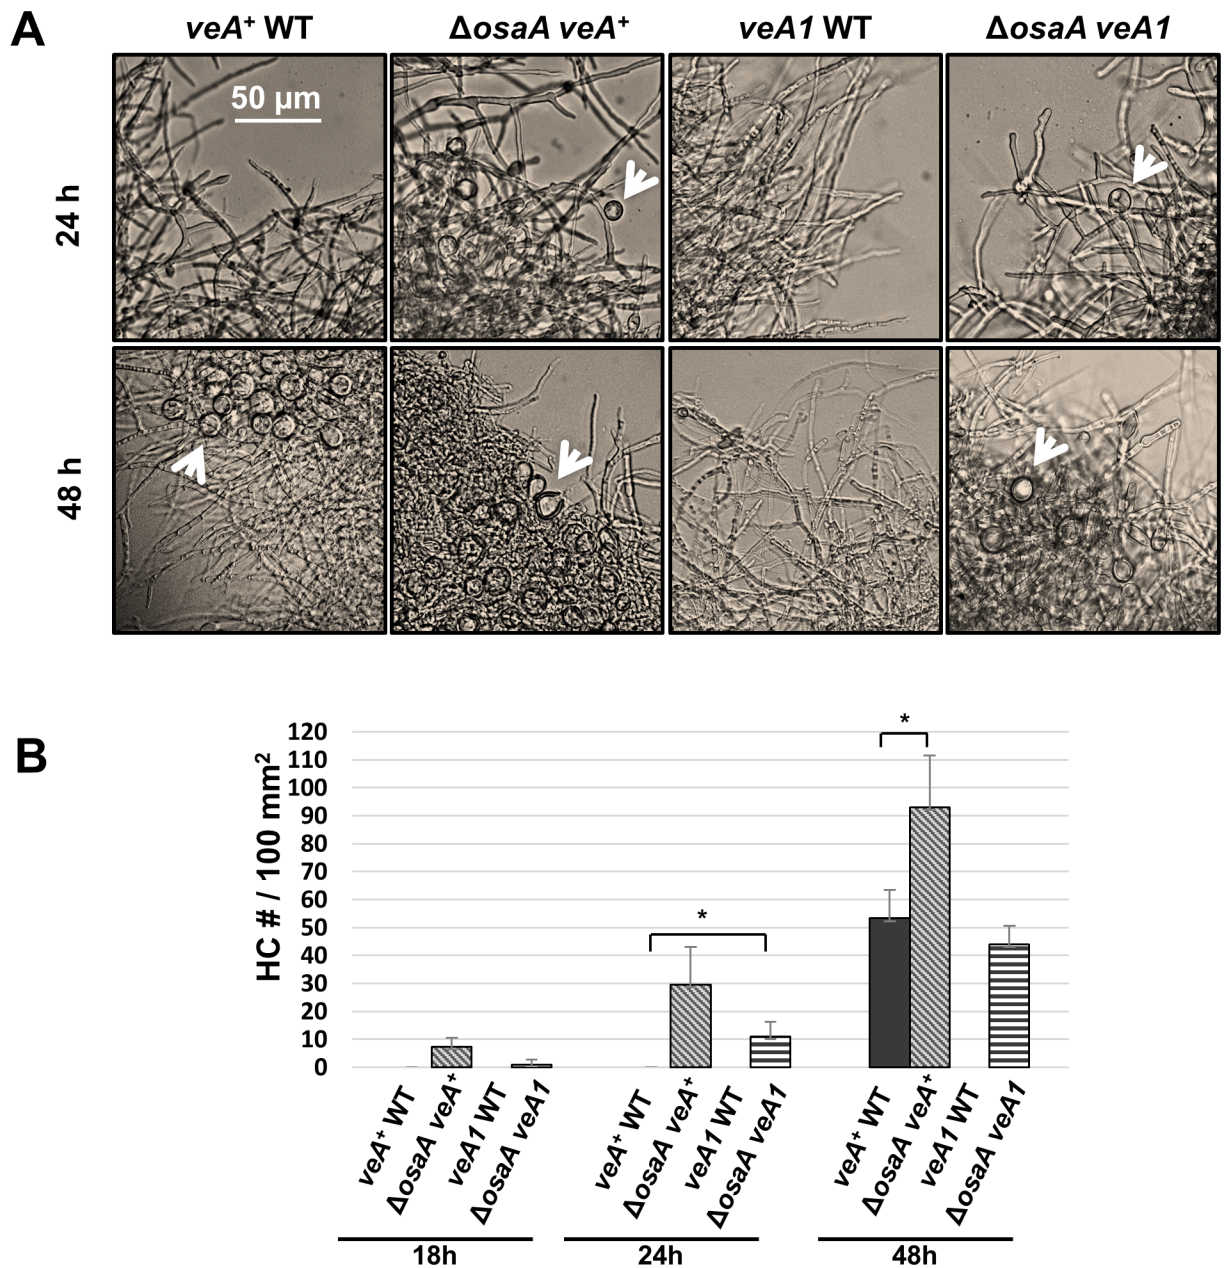 A
veA⁺ WT
ΔosaA veA⁺
veA1 WT
ΔosaA veA1
50 µm
24 h
48 h
B
HC # / 100 mm²
120
110
100
90
80
70
60
50
40
30
20
10
0
*
*
veA⁺ WT
ΔosaA veA⁺
veA1 WT
ΔosaA veA1
veA⁺ WT
ΔosaA veA⁺
veA1 WT
ΔosaA veA1
veA⁺ WT
ΔosaA veA⁺
veA1 WT
ΔosaA veA1
18h
24h
48h